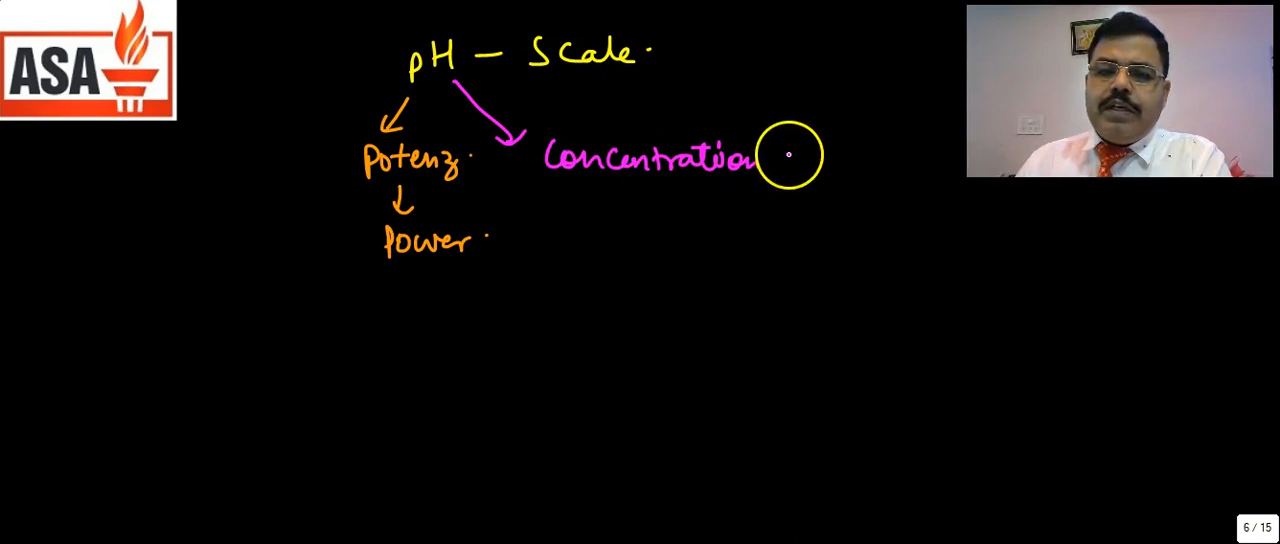 ASA
pH - Scale.
Potenz.
Concentration
Power.
6 / 15